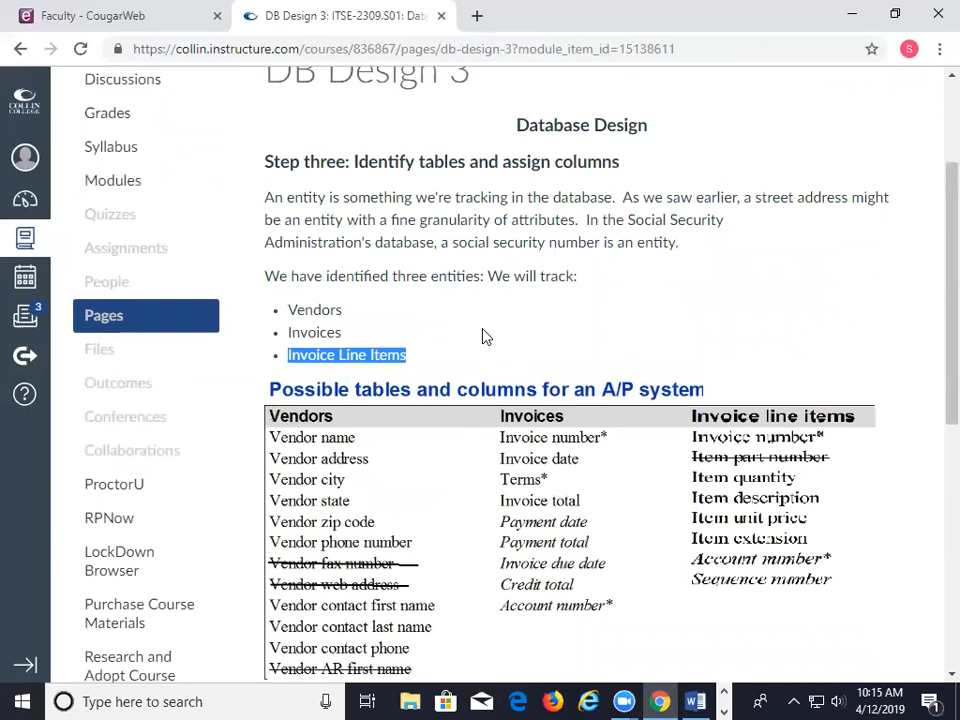 Faculty - CougarWeb
DB Design 3: ITSE-2309.S01: Data
https://collin.instructure.com/courses/836867/pages/db-design-3?module_item_id=15138611
S
COLLIN
COLLEGE
3
Discussions
Grades
Syllabus
Modules
Quizzes
Assignments
People
Pages
Files
Outcomes
Conferences
Collaborations
ProctorU
RPNow
LockDown
Browser
Purchase Course
Materials
Research and
Adopt Course
DB Design 3
Database Design
Step three: Identify tables and assign columns
An entity is something we're tracking in the database. As we saw earlier, a street address might
be an entity with a fine granularity of attributes. In the Social Security
Administration's database, a social security number is an entity.
We have identified three entities: We will track:
• Vendors
• Invoices
• Invoice Line Items
Possible tables and columns for an A/P system
Vendors Invoices Invoice line items
Vendor name Invoice number* Invoice number*
Vendor address Invoice date Item part number
Vendor city Terms* Item quantity
Vendor state Invoice total Item description
Vendor zip code Payment date Item unit price
Vendor phone number Payment total Item extension
Vendor fax number Invoice due date Account number*
Vendor web address Credit total Sequence number
Vendor contact first name Account number*
Vendor contact last name
Vendor contact phone
Vendor AR first name
Type here to search
10:15 AM
4/12/2019
1